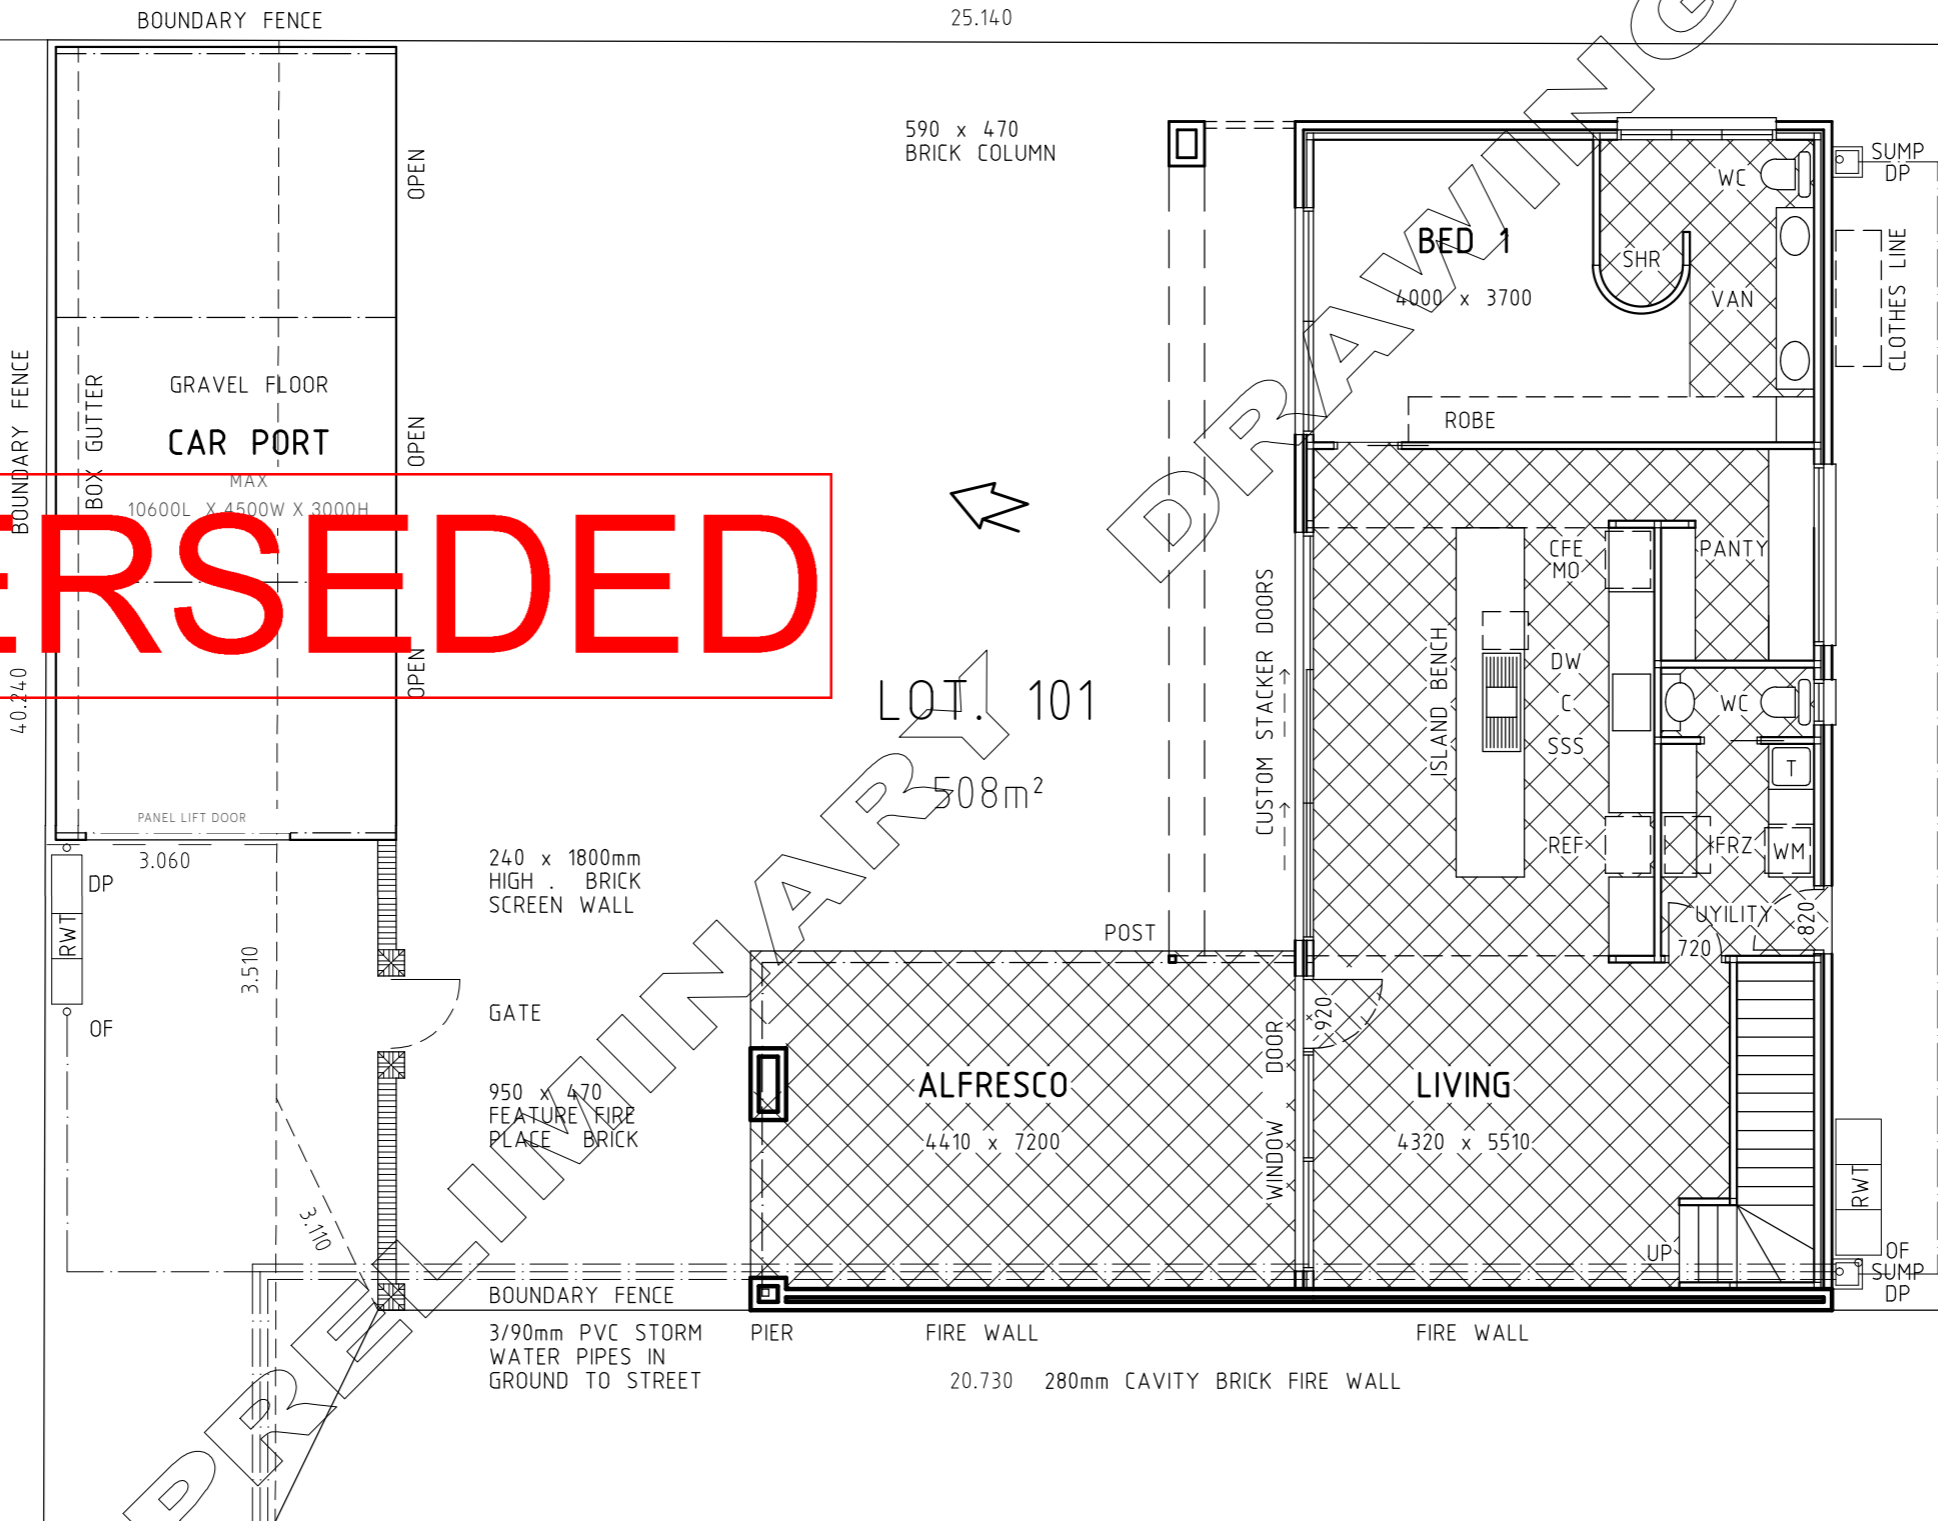 BOUNDARY FENCE
25.140
590 x 470
BRICK COLUMN
OPEN
SUMP
DP
WC
BED 1
SHR
4000 x 3700
VAN
CLOTHES LINE
BOUNDARY FENCE
BOX GUTTER
GRAVEL FLOOR
CAR PORT
OPEN
ROBE
MAX
10600L X 4500W X 3000H
ERSEDED
OPEN
40.240
CFE
MO
PANTY
CUSTOM STACKER DOORS
ISLAND BENCH
DW
C
SSS
WC
T
LOT. 101
508m²
PANEL LIFT DOOR
3.060
DP
RWT
OF
3.510
240 x 1800mm
HIGH . BRICK
SCREEN WALL
REF
FRZ
WM
POST
UYILITY
720
820
GATE
920
WINDOW DOOR
950 x 470
FEATURE FIRE
PLACE BRICK
ALFRESCO
4410 x 7200
LIVING
4320 x 5510
RWT
3.110
UP
OF
SUMP
DP
BOUNDARY FENCE
3/90mm PVC STORM
WATER PIPES IN
GROUND TO STREET
PIER
FIRE WALL
FIRE WALL
20.730 280mm CAVITY BRICK FIRE WALL
PRELIMINARY DRAWING